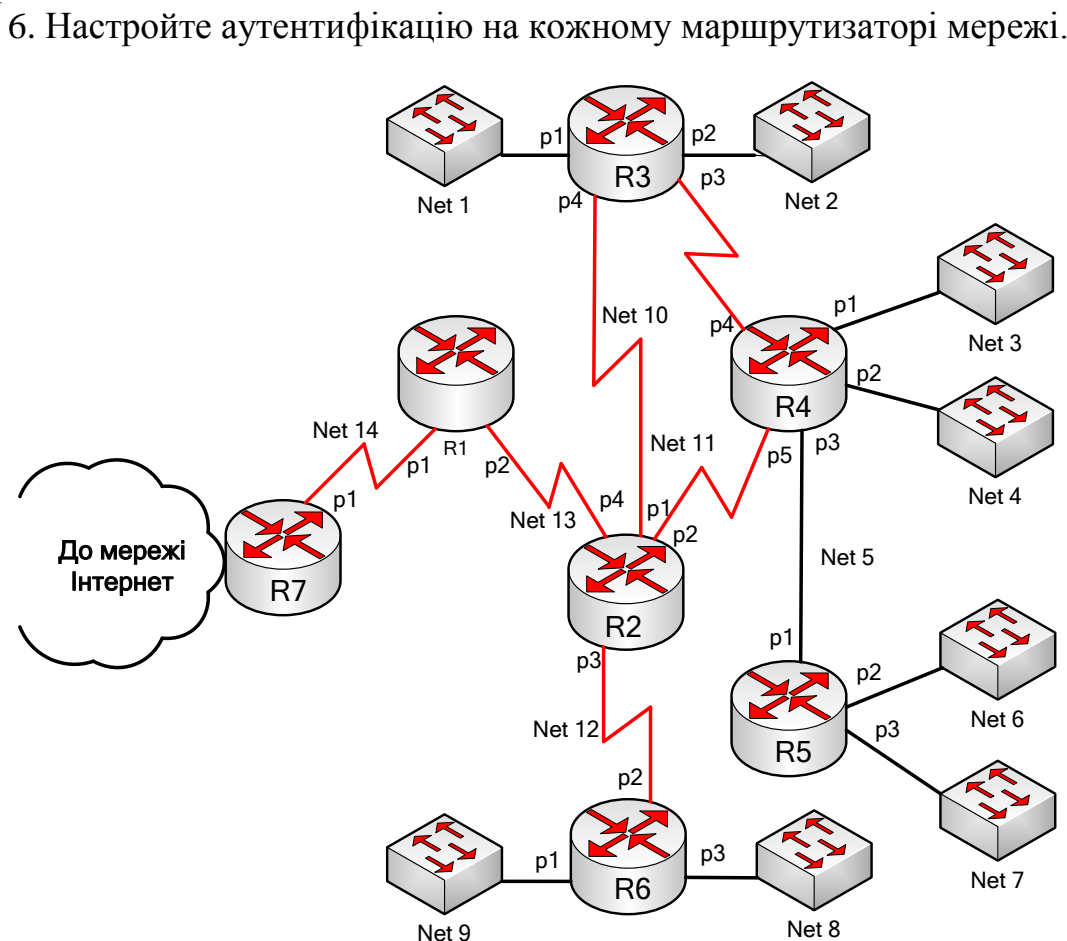 6. Настройте аутентифікацію на кожному маршрутизаторі мережі.
p1
R3
p2
p3
p4
Net 1
Net 2
p1
Net 3
Net 10
p4
R4
p2
Net 14
R1
p1
p2
Net 11
p5
p3
Net 4
p1
Net 13
p4
p1
p2
До мережі
Інтернет
R7
R2
Net 5
p3
p1
p2
Net 6
Net 12
R5
p3
p2
p1
R6
p3
Net 7
Net 9
Net 8